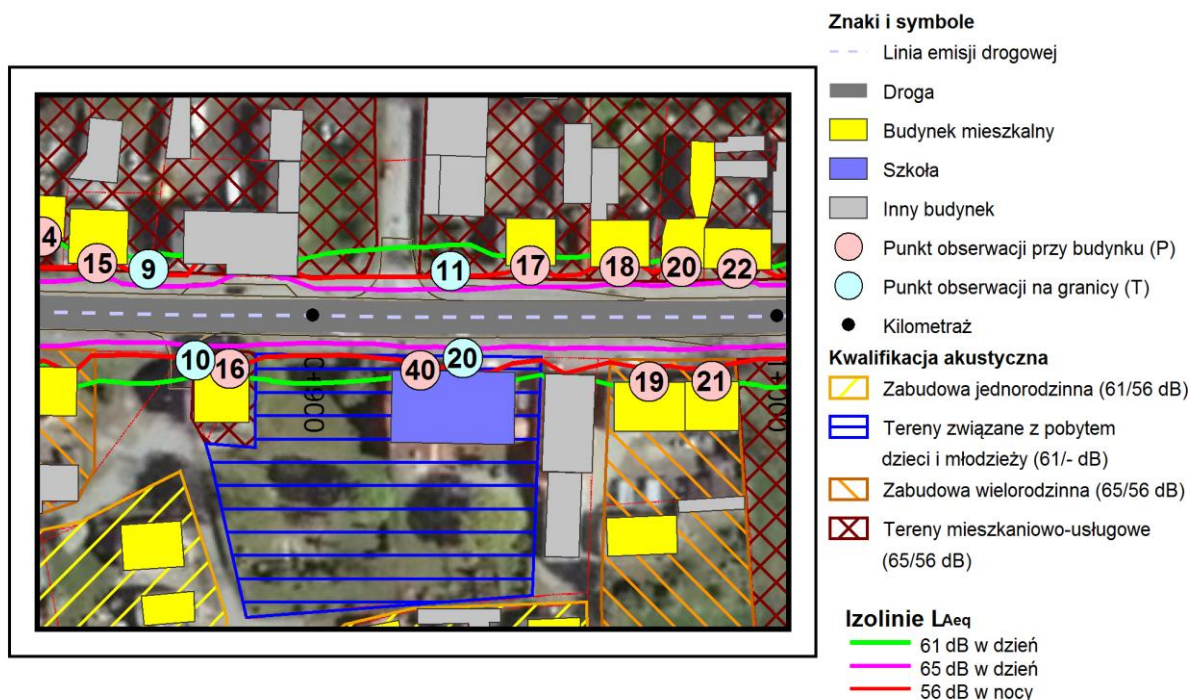 Znaki i symbole
Linia emisji drogowej
Droga
Budynek mieszkalny
Szkoła
Inny budynek
Punkt obserwacji przy budynku (P)
Punkt obserwacji na granicy (T)
Kilometraż
Kwalifikacja akustyczna
Zabudowa jednorodzinna (61/56 dB)
Tereny związane z pobytem
dzieci i młodzieży (61/- dB)
Zabudowa wielorodzinna (65/56 dB)
Tereny mieszkaniowo-usługowe
(65/56 dB)
Izolinie LAeq
61 dB w dzień
65 dB w dzień
56 dB w nocy
4
15
9
11
17
18
20
22
10
16
40
20
19
21
0+900